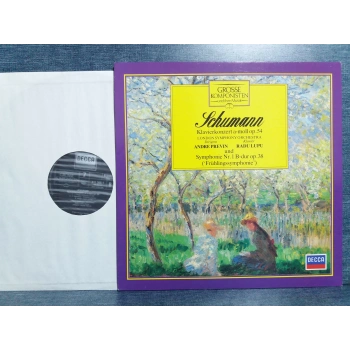 GROSSE
KOMPONISTEN
Schumann
Klavierkonzert a-moll op.54
LONDON SYMPHONY ORCHESTRA
ANDRE PREVIN RADU LUPU
und
Symphonie Nr. 1 B-dur op.38
("Frühlingssymphonie")
DECCA
DECCA